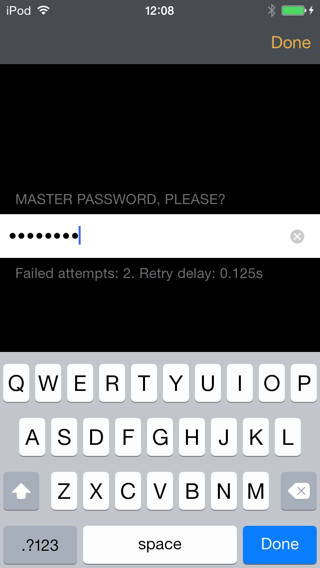 iPod 12:08
Done
MASTER PASSWORD, PLEASE?
••••••••
Failed attempts: 2. Retry delay: 0.125s
Q W E R T Y U I O P
A S D F G H J K L
Z X C V B N M
.?123 space Done